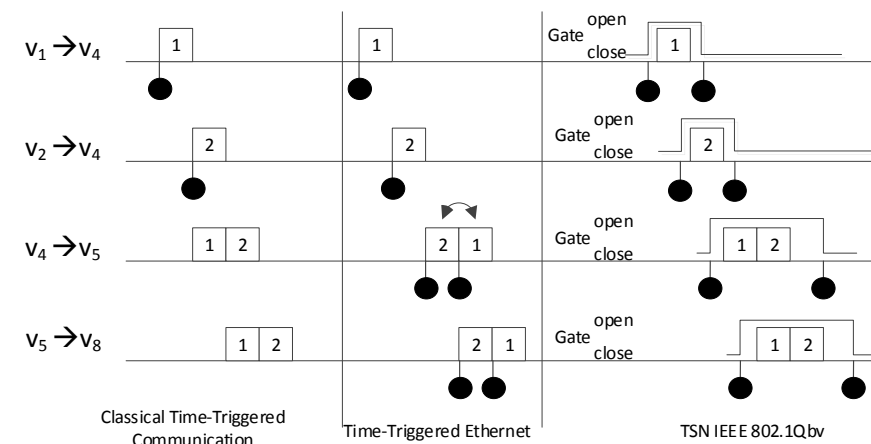 v1 → v4 1 1 Gate open 1
close
v2 → v4 2 2 open 2
close
v4 → v5 1 2 2 1 Gate open 1 2
close
v5 → v8 1 2 2 1 Gate open 1 2
close
Classical Time-Triggered Communication Time-Triggered Ethernet TSN IEEE 802.1Qbv